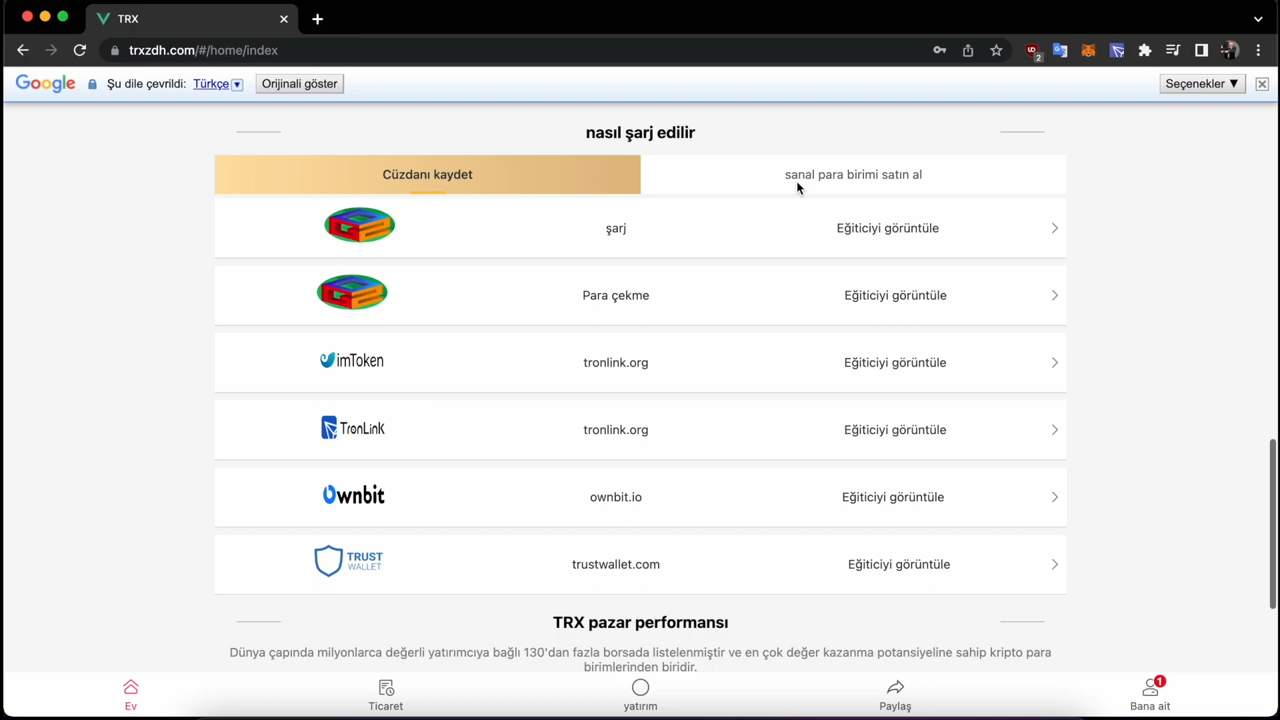 TRX
trxzdh.com/#/home/index
2
Google Şu dile çevrildi: Türkçe Orijinali göster Seçenekler ▼
nasıl şarj edilir
Cüzdanı kaydet sanal para birimi satın al
şarj Eğiticiyi görüntüle
Para çekme Eğiticiyi görüntüle
imToken tronlink.org Eğiticiyi görüntüle
TronLink tronlink.org Eğiticiyi görüntüle
Ownbit ownbit.io Eğiticiyi görüntüle
TRUST WALLET trustwallet.com Eğiticiyi görüntüle
TRX pazar performansı
Dünya çapında milyonlarca değerli yatırımcıya bağlı 130'dan fazla borsada listelenmiştir ve en çok değer kazanma potansiyeline sahip kripto para
birimlerinden biridir.
1
Ev Ticaret yatırım Paylaş Bana ait